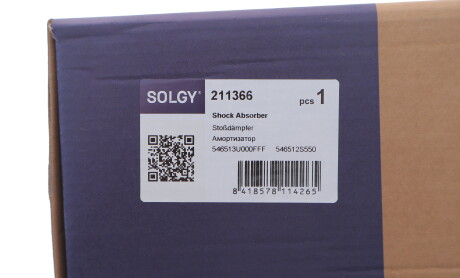 SOLGY® 211366 pcs 1
Shock Absorber
Stoßdämpfer
Амортизатор
546513U000FFF 546512S550
8 418578 114265